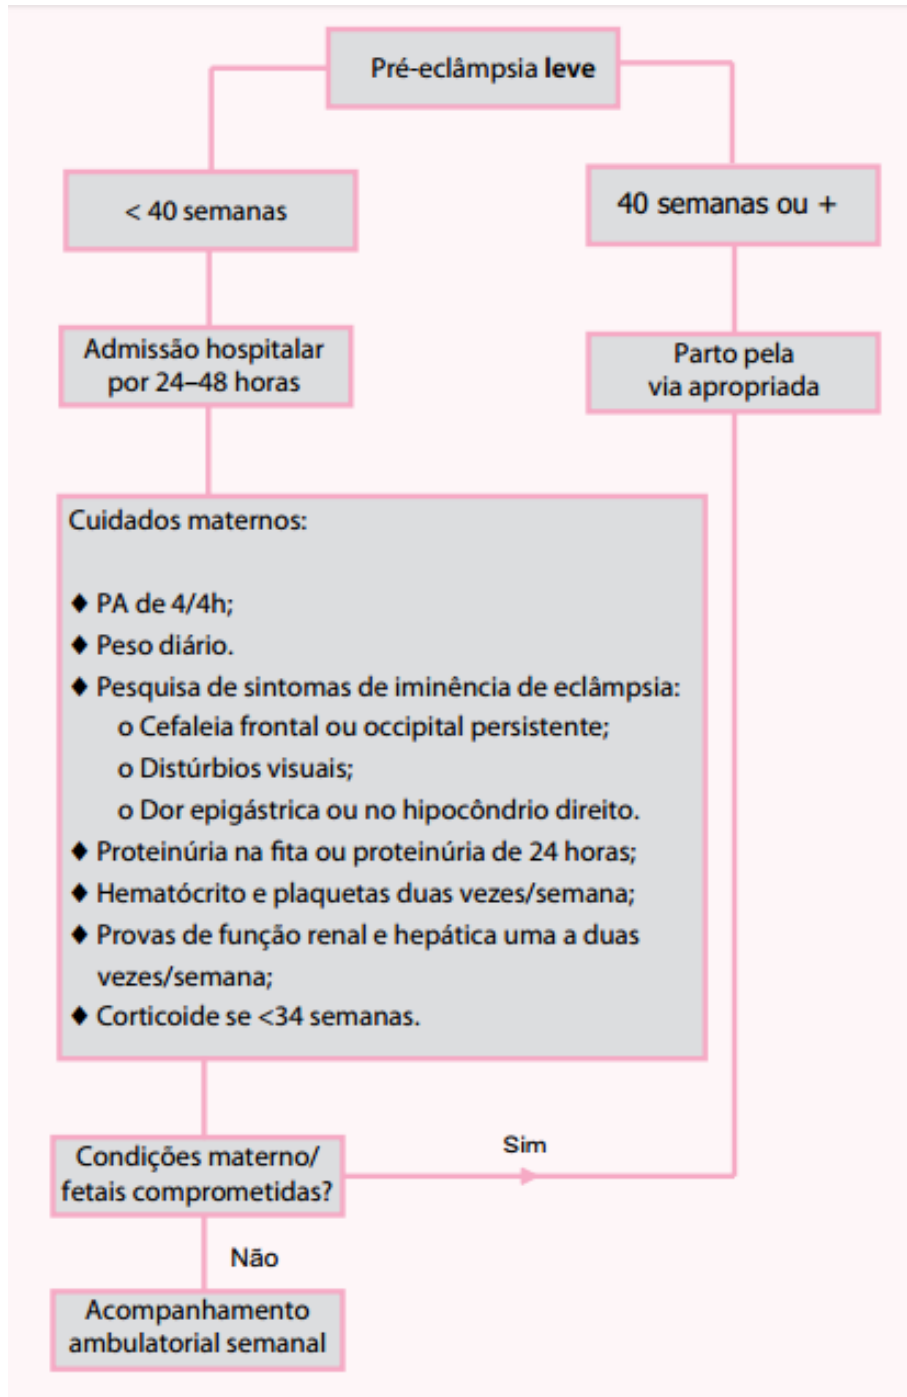 Pré-eclâmpsia leve
< 40 semanas
40 semanas ou +
Admissão hospitalar
por 24–48 horas
Parto pela
via apropriada
Cuidados maternos:
♦ PA de 4/4h;
♦ Peso diário.
♦ Pesquisa de sintomas de iminência de eclâmpsia:
o Cefaleia frontal ou occipital persistente;
o Distúrbios visuais;
o Dor epigástrica ou no hipocôndrio direito.
♦ Proteinúria na fita ou proteinúria de 24 horas;
♦ Hematócrito e plaquetas duas vezes/semana;
♦ Provas de função renal e hepática uma a duas
vezes/semana;
♦ Corticoide se <34 semanas.
Condições materno/
fetais comprometidas?
Sim
Não
Acompanhamento
ambulatorial semanal